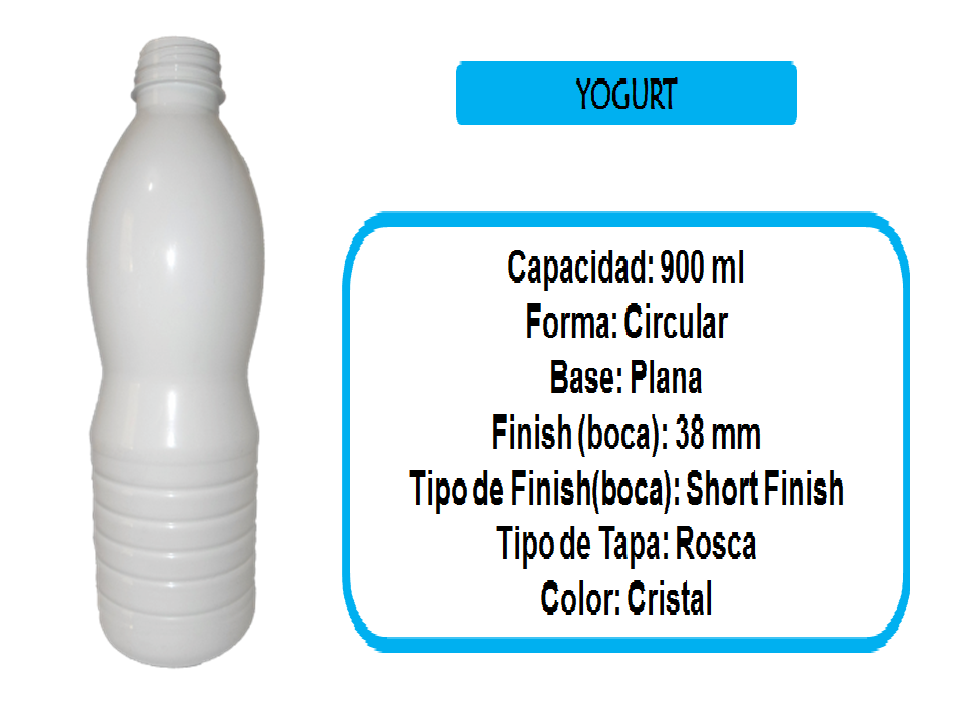 YOGURT
Capacidad: 900 ml
Forma: Circular
Base: Plana
Finish (boca): 38 mm
Tipo de Finish(boca): Short Finish
Tipo de Tapa: Rosca
Color: Cristal